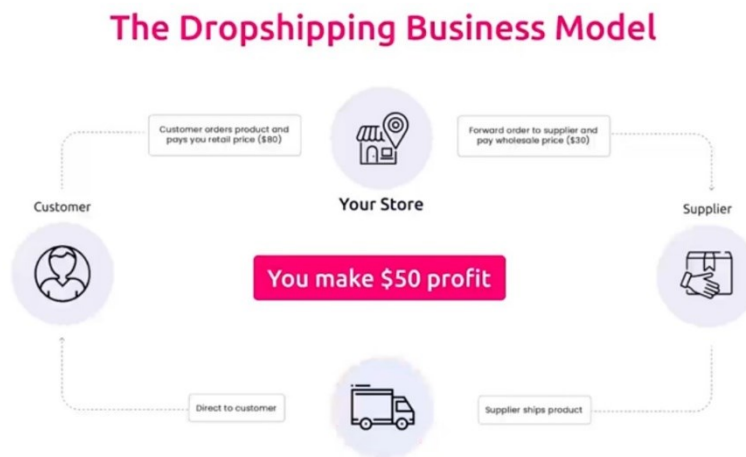 The Dropshipping Business Model
Customer orders product and
pays you retail price ($80)
Forward order to supplier and
pay wholesale price ($30)
Customer
Your Store
Supplier
You make $50 profit
Direct to customer
Supplier ships product